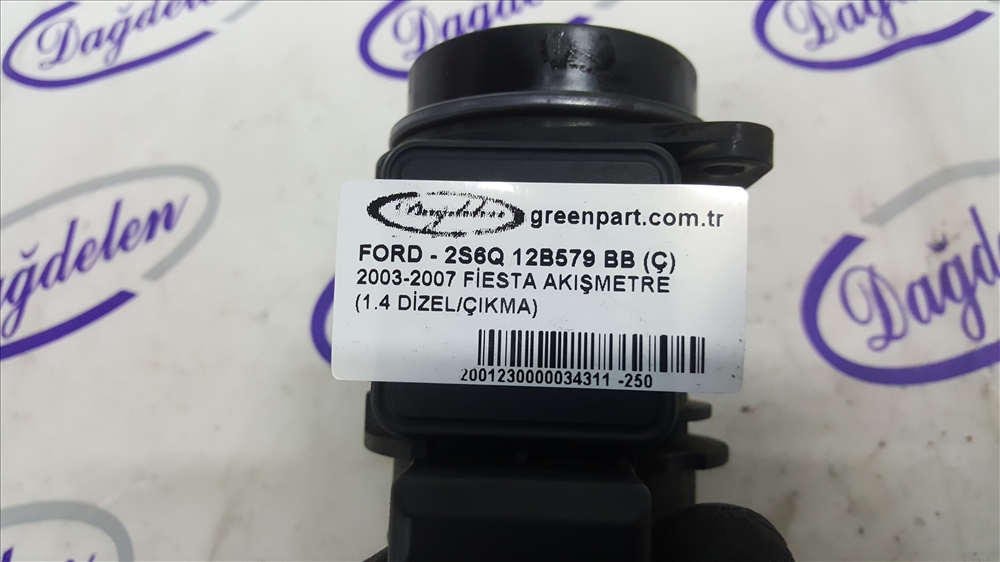 Dağdelen
Dağdelen
Dağdelen greenpart.com.tr
FORD - 2S6Q 12B579 BB (Ç)
2003-2007 FİESTA AKIŞMETRE
(1.4 DİZEL/ÇIKMA)
2001230000034311 -250
Dağdelen
Dağdelen